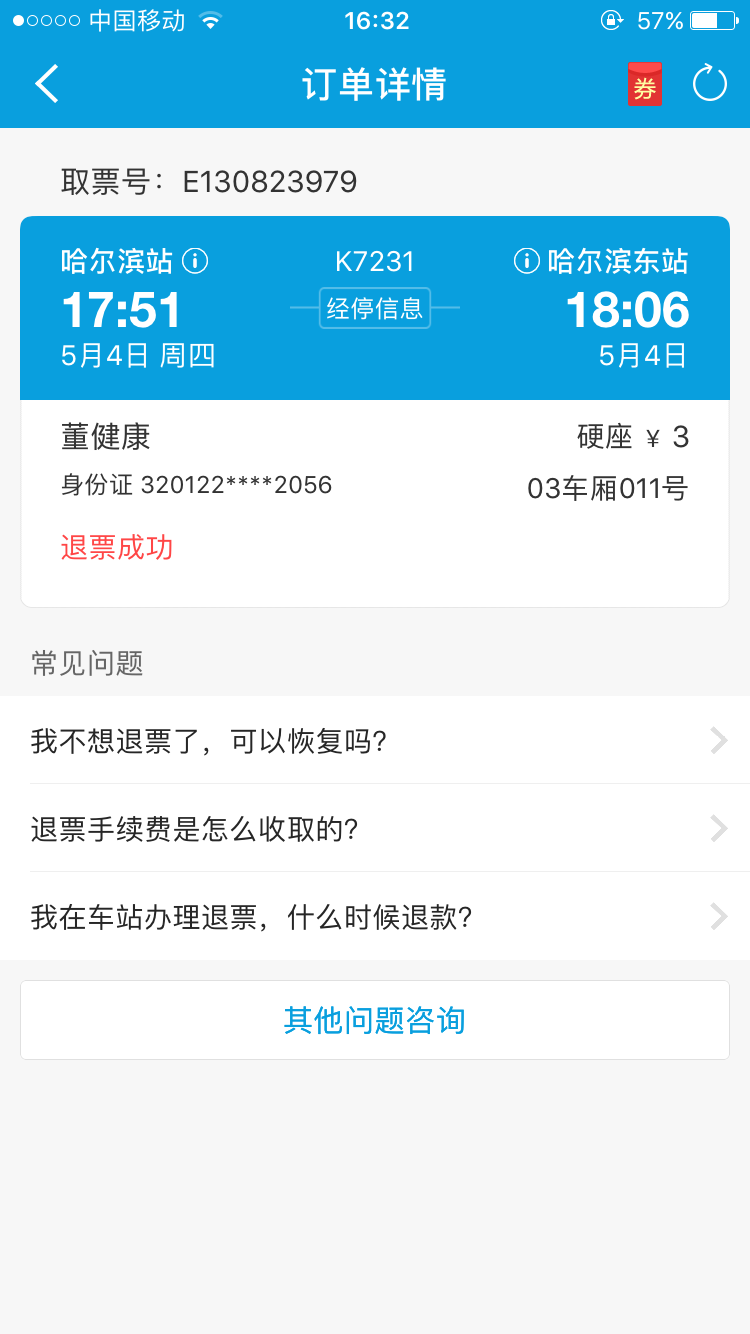 中国移动 16:32 57%
订单详情 券
取票号：E130823979
哈尔滨站 K7231 哈尔滨东站
17:51 经停信息 18:06
5月4日 周四 5月4日
董健康 硬座 ¥ 3
身份证 320122****2056 03车厢011号
退票成功
常见问题
我不想退票了，可以恢复吗?
退票手续费是怎么收取的?
我在车站办理退票，什么时候退款?
其他问题咨询